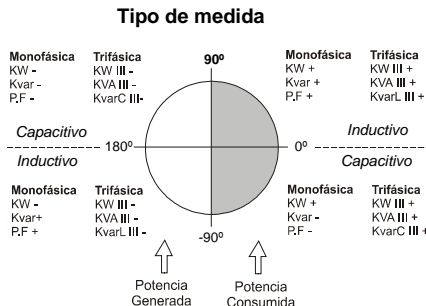 Tipo de medida
Monofásica Trifásica
KW - KW III -
Kvar - KVA III -
P.F - KvarC III-
90º
Monofásica Trifásica
KW + KW III +
Kvar + KVA III +
P.F + KvarL III +
Capacitivo
Inductivo
180º
0º
Inductivo
Capacitivo
Monofásica Trifásica
KW - KW III -
Kvar+ KVA III -
P.F + KvarL III -
-90º
Monofásica Trifásica
KW + KW III +
Kvar - KVA III +
P.F - KvarC III +
Potencia
Generada
Potencia
Consumida